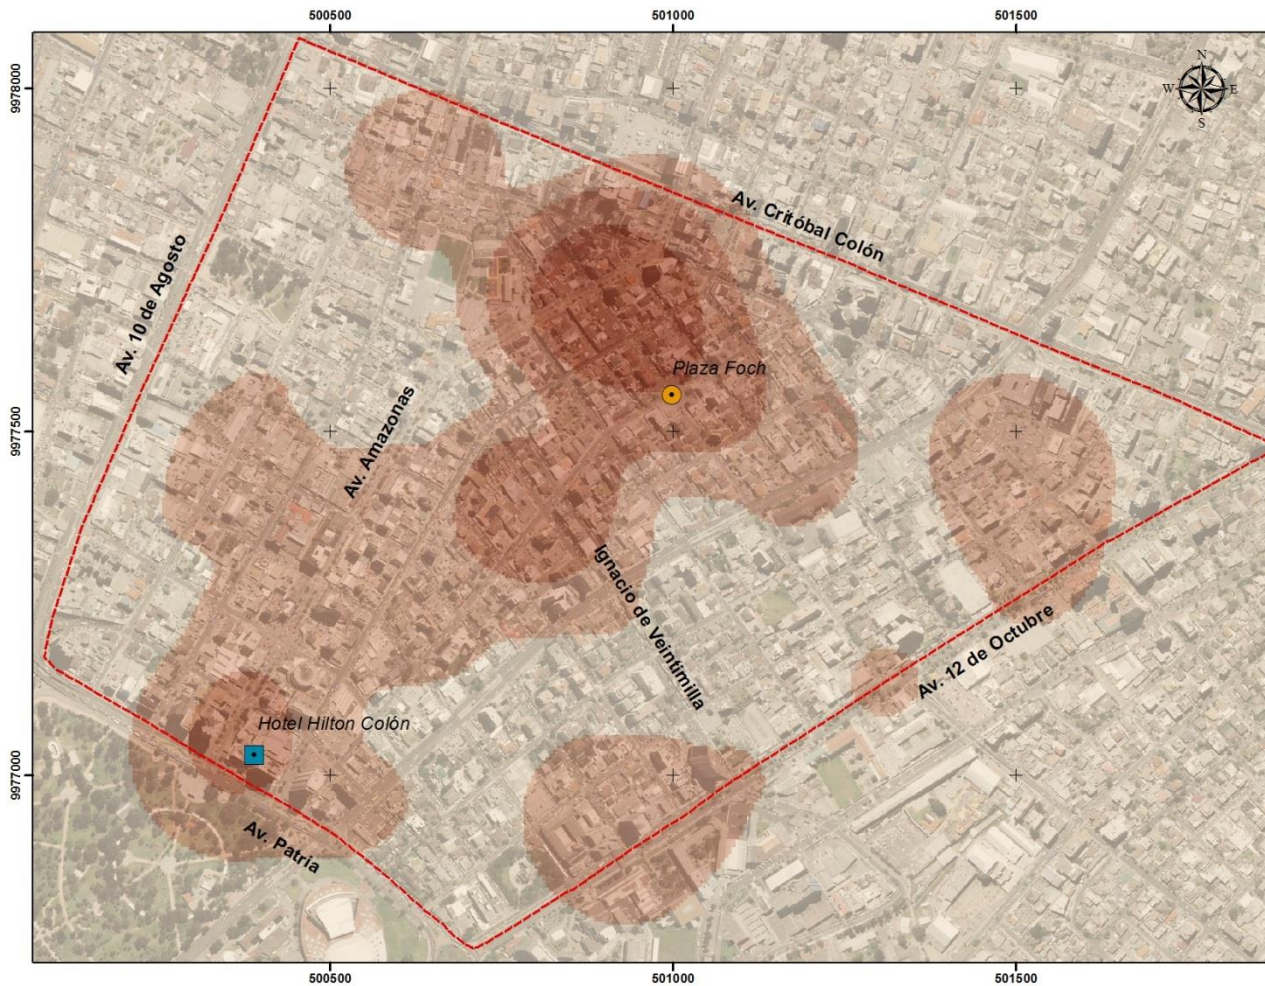 500500
501000
501500
N
W
E
S
9978000
Av. Critóbal Colón
Av. 10 de Agosto
Plaza Foch
Av. Amazonas
9977500
Ignacio de Veintimilla
Av. 12 de Octubre
Hotel Hilton Colón
9977000
Av. Patria
500500
501000
501500